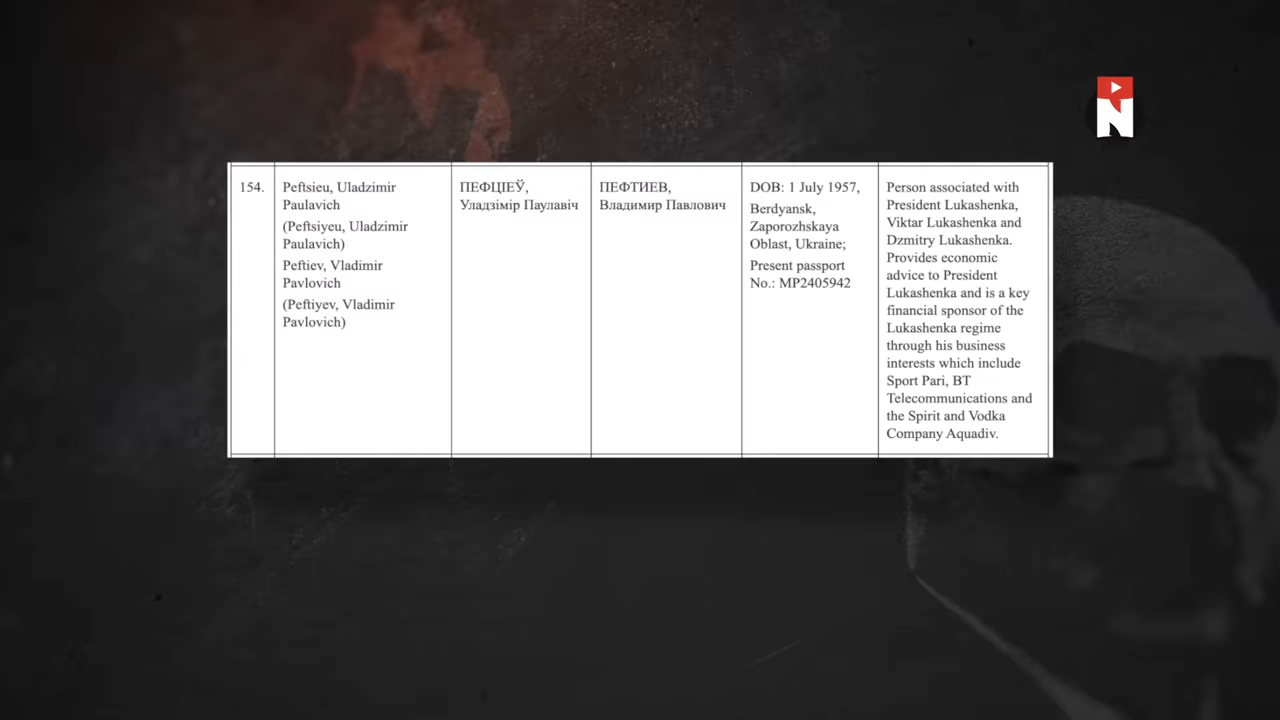 154.
Peftsieu, Uladzimir
Paulavich
(Peftsiyeu, Uladzimir
Paulavich)
Peftiev, Vladimir
Pavlovich
(Peftiyev, Vladimir
Pavlovich)
ПЕФЦІЕЎ,
Уладзімір Паулавіч
ПЕФТИЕВ,
Владимир Павлович
DOB: 1 July 1957,
Berdyansk,
Zaporozhskaya
Oblast, Ukraine;
Present passport
No.: MP2405942
Person associated with
President Lukashenka,
Viktar Lukashenka and
Dzmitry Lukashenka.
Provides economic
advice to President
Lukashenka and is a key
financial sponsor of the
Lukashenka regime
through his business
interests which include
Sport Pari, BT
Telecommunications and
the Spirit and Vodka
Company Aquadiv.
N